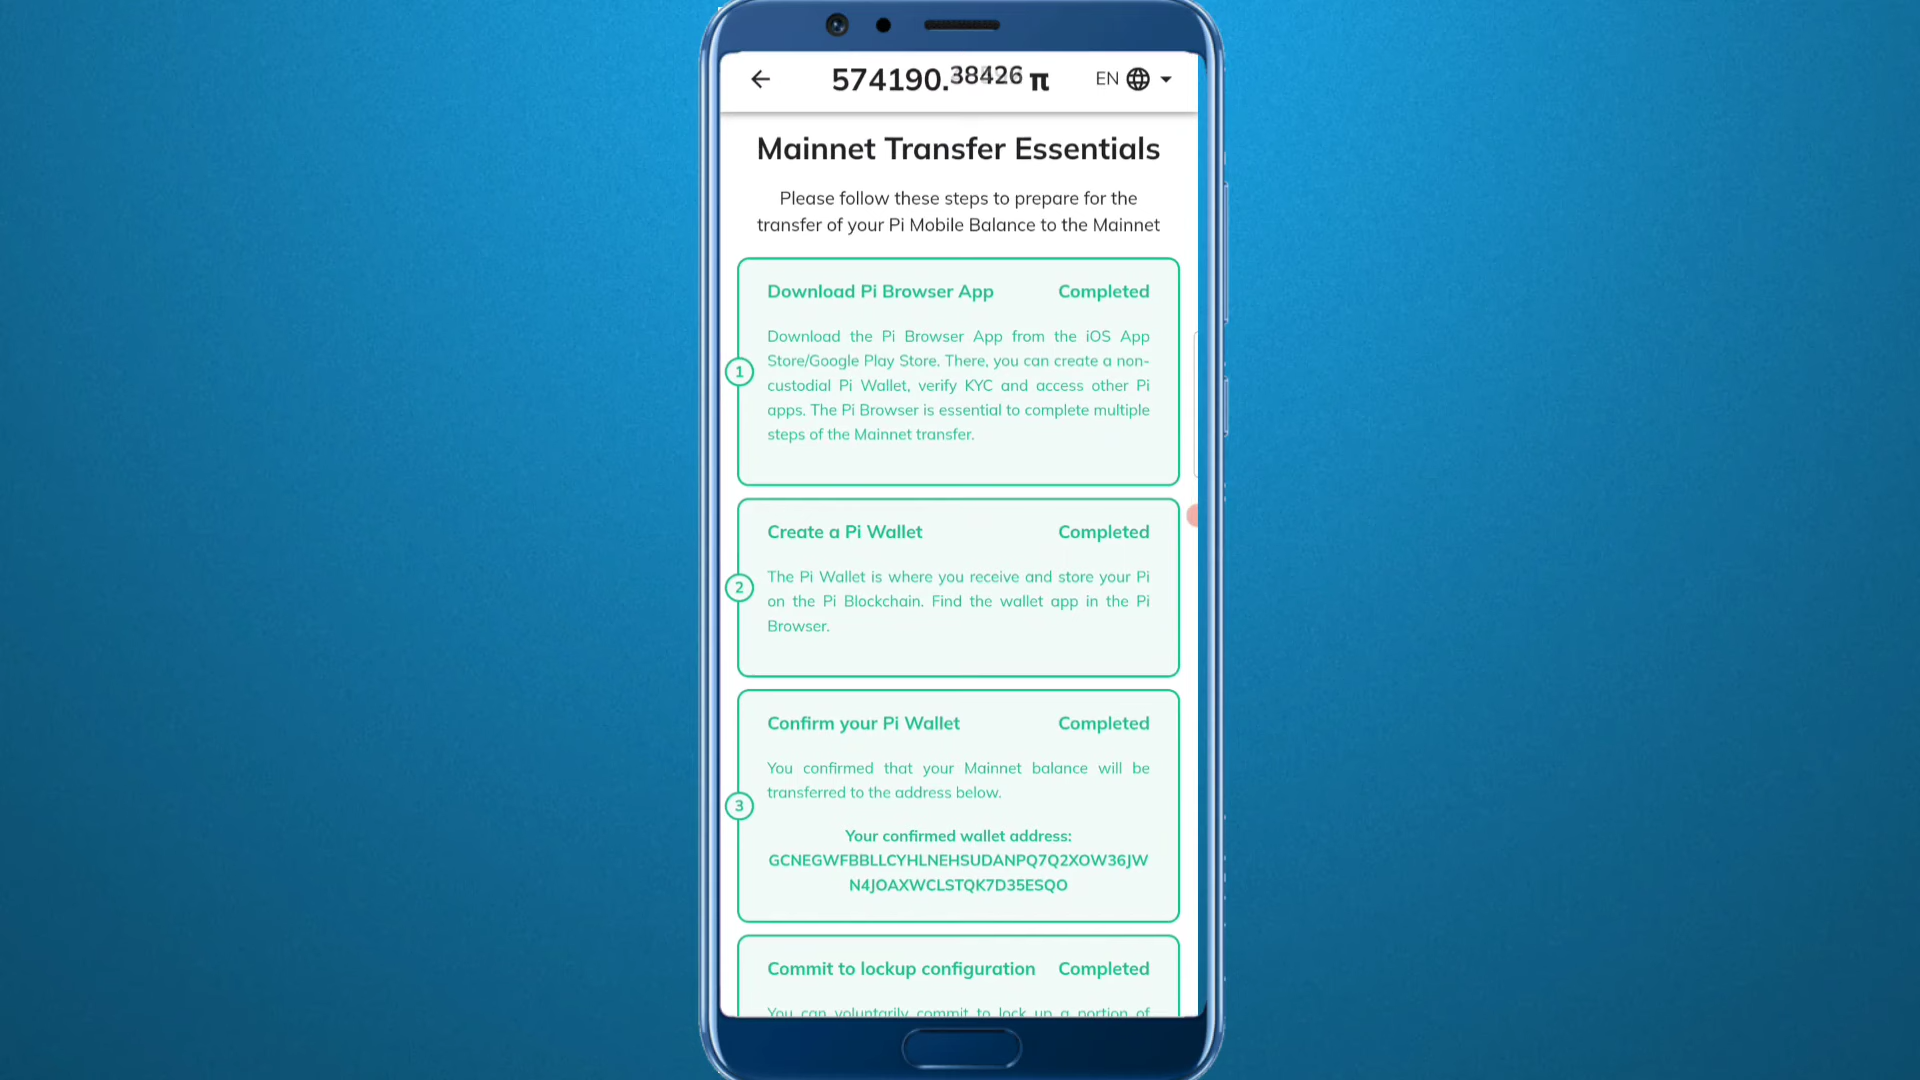 574190.38426 π EN
Mainnet Transfer Essentials
Please follow these steps to prepare for the
transfer of your Pi Mobile Balance to the Mainnet
Download Pi Browser App Completed
Download the Pi Browser App from the iOS App
Store/Google Play Store. There, you can create a non-
custodial Pi Wallet, verify KYC and access other Pi
apps. The Pi Browser is essential to complete multiple
steps of the Mainnet transfer.
1
Create a Pi Wallet Completed
The Pi Wallet is where you receive and store your Pi
on the Pi Blockchain. Find the wallet app in the Pi
Browser.
2
Confirm your Pi Wallet Completed
You confirmed that your Mainnet balance will be
transferred to the address below.
3
Your confirmed wallet address:
GCNEGWFBBLLCYHLNEHSUDANPQ7Q2XOW36JW
N4JOAXWCLSTQK7D35ESQO
Commit to lockup configuration Completed
You can voluntarily commit to lock up a portion of